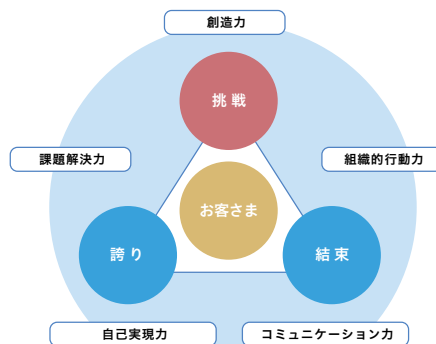 創造力
挑戦
課題解決力
組織的行動力
お客さま
誇り
結束
自己実現力
コミュニケーション力